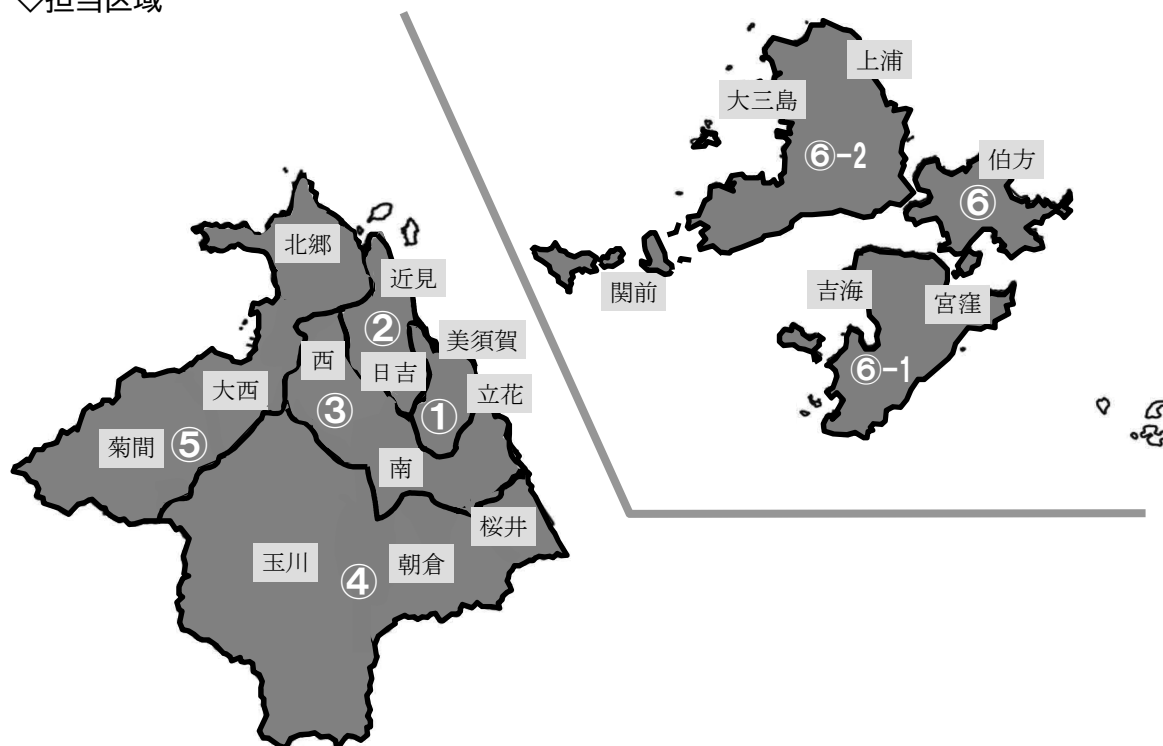 ◇担当区域
上浦
大三島
⑥-2
伯方
⑥
関前
吉海
宮窪
⑥-1
北郷
近見
②
美須賀
西
日吉
大西
③
①
立花
菊間
⑤
南
桜井
玉川
④
朝倉